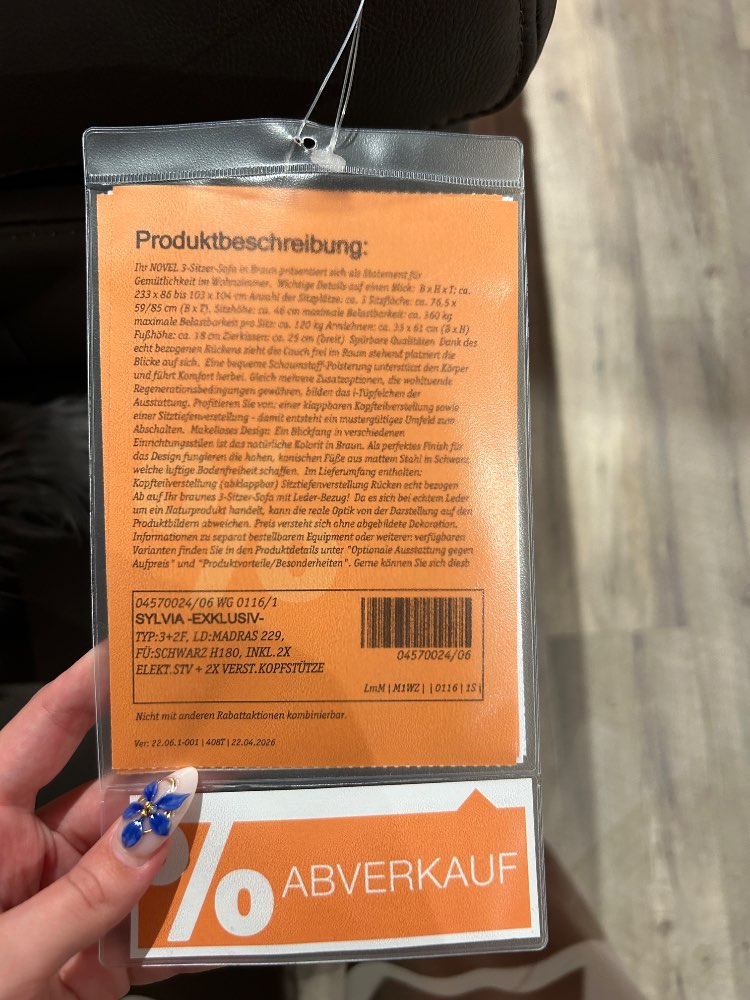 Produktbeschreibung:
Ihr NOVEL 3-Sitzer-Sofa in Braun präsentiert sich als Statement für
Gemütlichkeit im Wohnzimmer. Wichtige Details auf einen Blick: B x H x T: ca.
233 x 86 bis 103 x 104 cm Anzahl der Sitzplätze: ca. 3 Sitzfläche: ca. 76,5 x
59/85 cm (B x T), Sitzhöhe: ca. 46 cm maximale Belastbarkeit: ca. 360 kg
maximale Belastbarkeit pro Sitz: ca. 120 kg Armlehnen: ca. 35 x 61 cm (B x H)
Fußhöhe: ca. 18 cm Zierkissen: ca. 25 cm (breit) Spürbare Qualitäten Dank des
echt bezogenen Rückens zieht die Couch frei im Raum stehend platziert die
Blicke auf sich. Eine bequeme Schaumstoff-Polsterung unterstützt den Körper
und führt Komfort herbei. Gleich mehrere Zusatzoptionen, die wohltuende
Regenerationsbedingungen gewähren, bilden das i-Tüpfelchen der
Ausstattung. Profitieren Sie von: einer klappbaren Kopfteilverstellung sowie
einer Sitztiefenverstellung - damit entsteht ein mustergültiges Umfeld zum
Abschalten. Makelloses Design Ein Blickfang in verschiedenen
Einrichtungsstilen ist das natürliche Kolorit in Braun. Als perfektes Finish für
das Design fungieren die hohen, konischen Füße aus mattem Stahl in Schwarz,
welche luftige Bodenfreiheit schaffen. Im Lieferumfang enthalten:
Kopfteilverstellung (abklappbar) Sitztiefenverstellung Rücken echt bezogen
Ab auf Ihr braunes 3-Sitzer-Sofa mit Leder-Bezug! Da es sich bei echtem Leder
um ein Naturprodukt handelt, kann die reale Optik von der Darstellung auf den
Produktbildern abweichen. Preis versteht sich ohne abgebildete Dekoration.
Informationen zu separat bestellbarem Equipment oder weiteren verfügbaren
Varianten finden Sie in den Produktdetails unter "Optionale Ausstattung gegen
Aufpreis" und "Produktvorteile/Besonderheiten". Gerne können Sie sich diesb
04570024/06 WG 0116/1
SYLVIA -EXKLUSIV-
TYP:3+2F, LD:MADRAS 229,
FÜ:SCHWARZ H180, INKL.2X
ELEKT.STV + 2X VERST.KOPFSTÜTZE
04570024/06
LmM | M1WZ | | 0116 | 1S |
Nicht mit anderen Rabattaktionen kombinierbar.
Ver: 22.06.1-001 | 408T | 22.04.2026
% ABVERKAUF